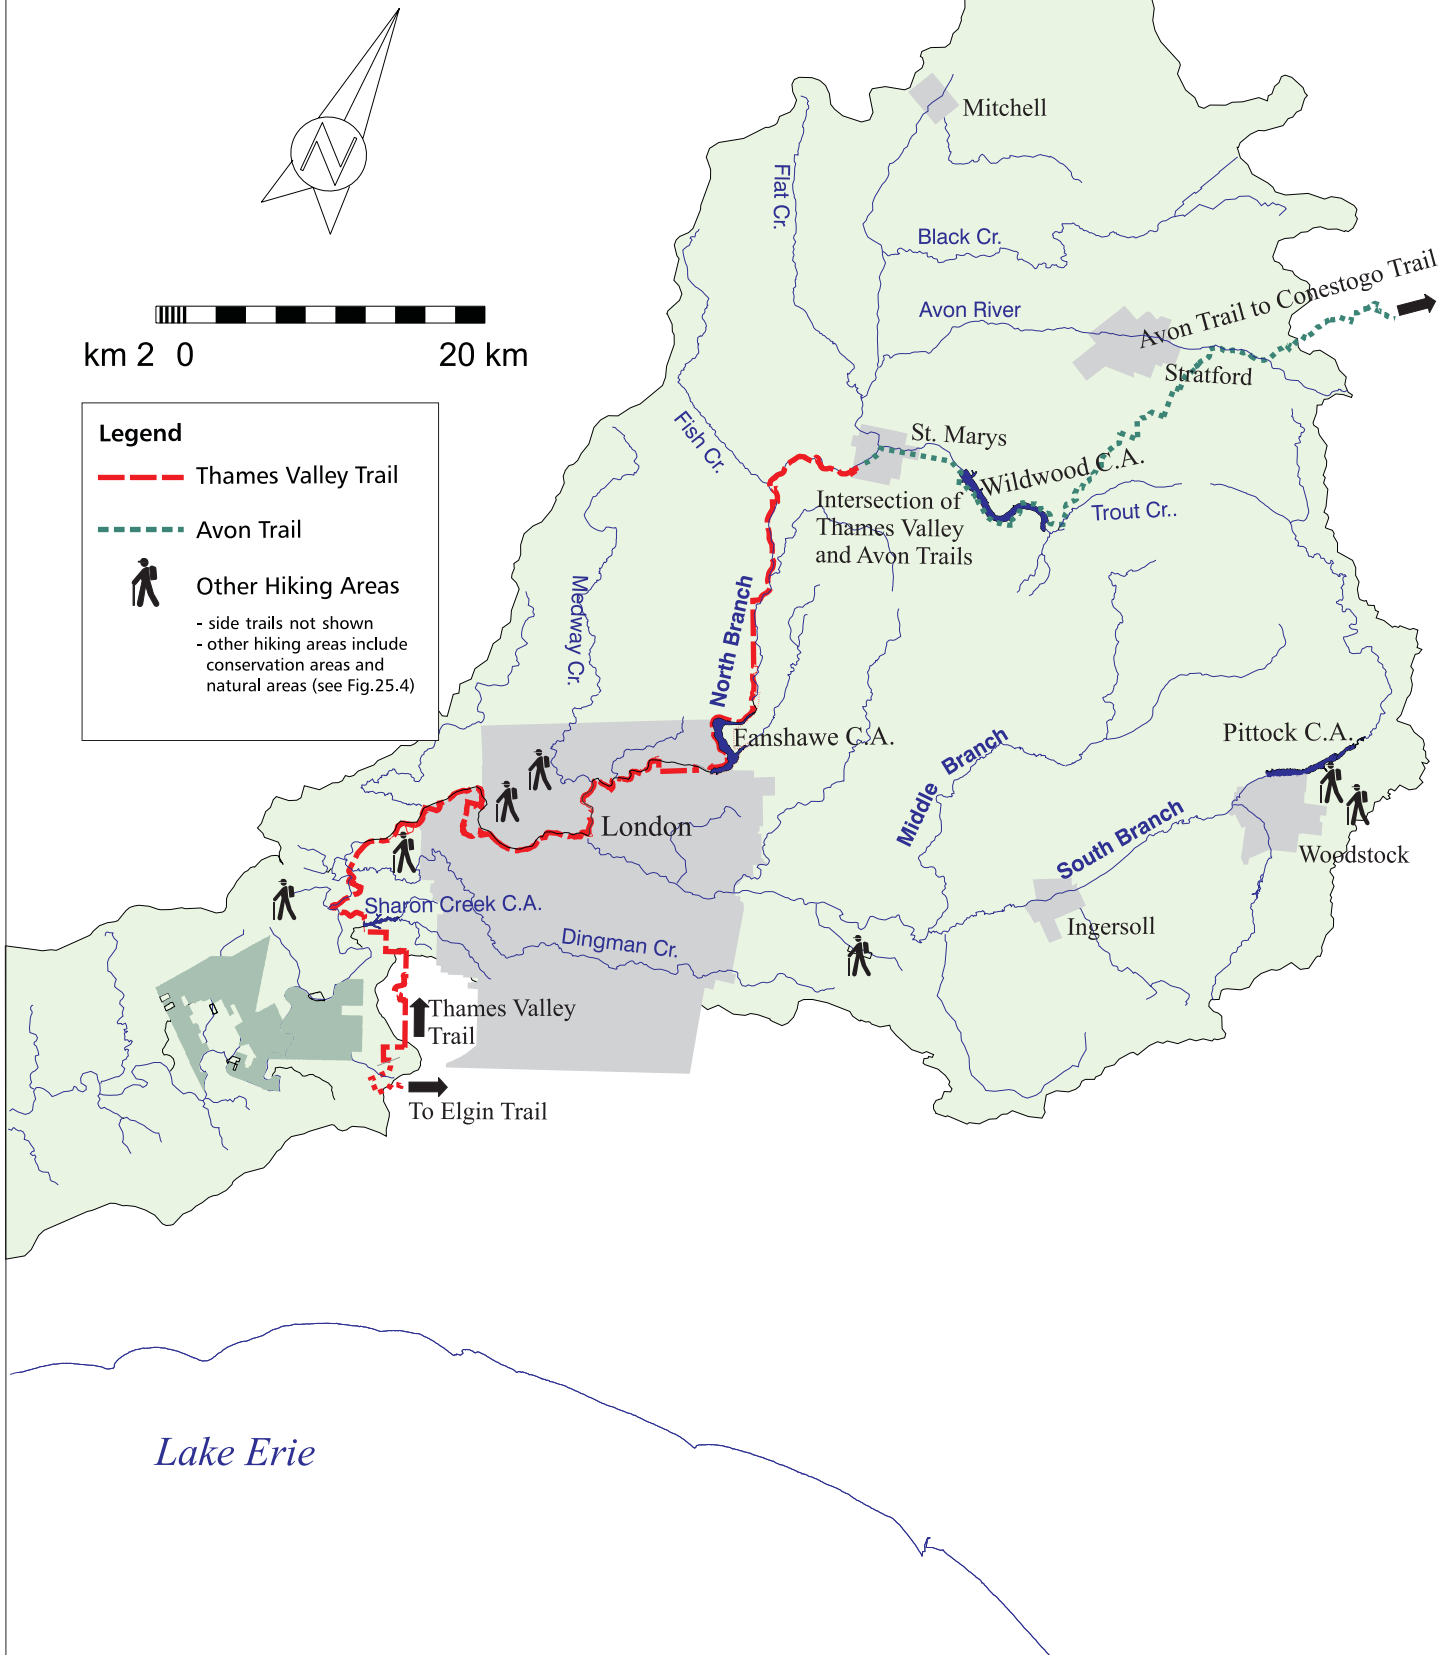 Mitchell
Flat Cr.
Black Cr.
Avon River
Avon Trail to Conestogo Trail
N
km 2 0 20 km
Stratford
Legend
Thames Valley Trail
Avon Trail
Other Hiking Areas
- side trails not shown
- other hiking areas include
conservation areas and
natural areas (see Fig.25.4)
Fish Cr.
St. Marys
Wildwood C.A.
Intersection of
Thames Valley
and Avon Trails
Trout Cr..
Medway Cr.
North Branch
Fanshawe C.A.
Middle Branch
Pittock C.A.
South Branch
London
Woodstock
Sharon Creek C.A.
Dingman Cr.
Ingersoll
Thames Valley
Trail
To Elgin Trail
Lake Erie